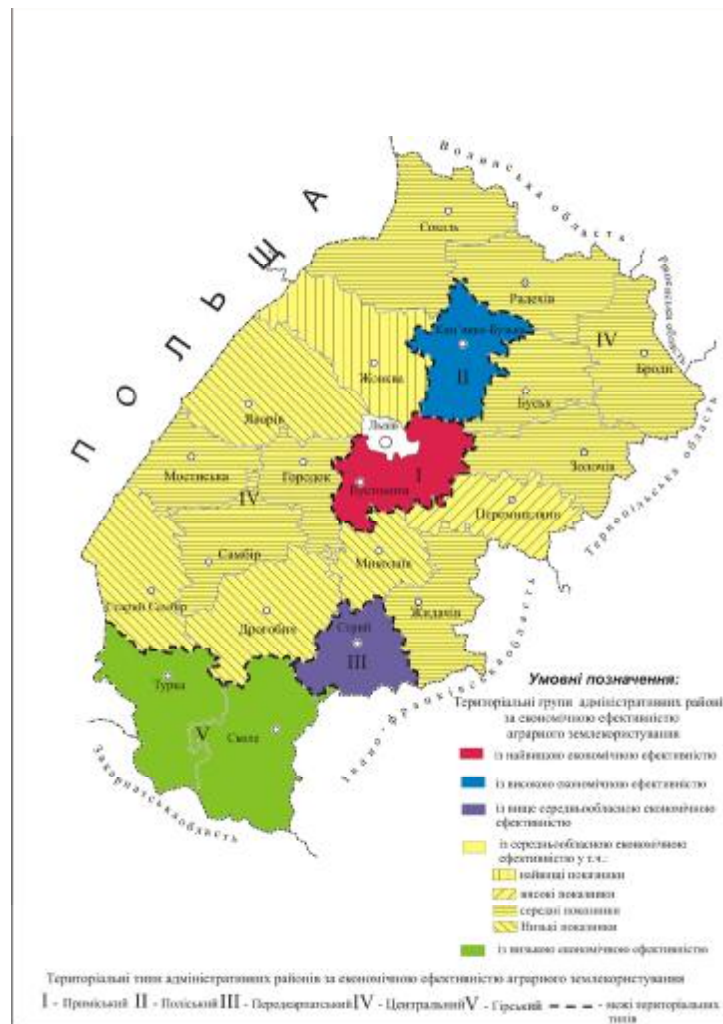 ПОЛЬЩА
Волинська область
Рівненська область
Сокаль
Радехів
Кам'янка-Бузька
IV
Броди
II
Жовква
Буськ
Яворів
Львів
Золочів
Мостиська
Городок
I
Пустомити
IV
Перемишляни
Тернопільська область
Самбір
Миколаїв
Старий Самбір
Жидачів
Дрогобич
Стрий
III
Івано-франківська область
Турка
V
Сколе
Закарпатська область
Умовні позначення:
Територіальні групи адміністративних районі
за економічною ефективністю
аграрного землекористування
із найвищою економічною ефективністю
із високою економічною ефективністю
із вище середньообласною економічною
ефективністю
із середньообласною економічною
ефективністю у т.ч.:
найвищі показники
високі показники
середні показники
Низькі показники
із низькою економічною ефективністю
Територіальні типи адміністративних районів за економічною ефективністю аграрного землекористування
I - Приміський II - Поліський III - Передкарпатський IV - Центральний V - Гірський - межі територіальних
типів